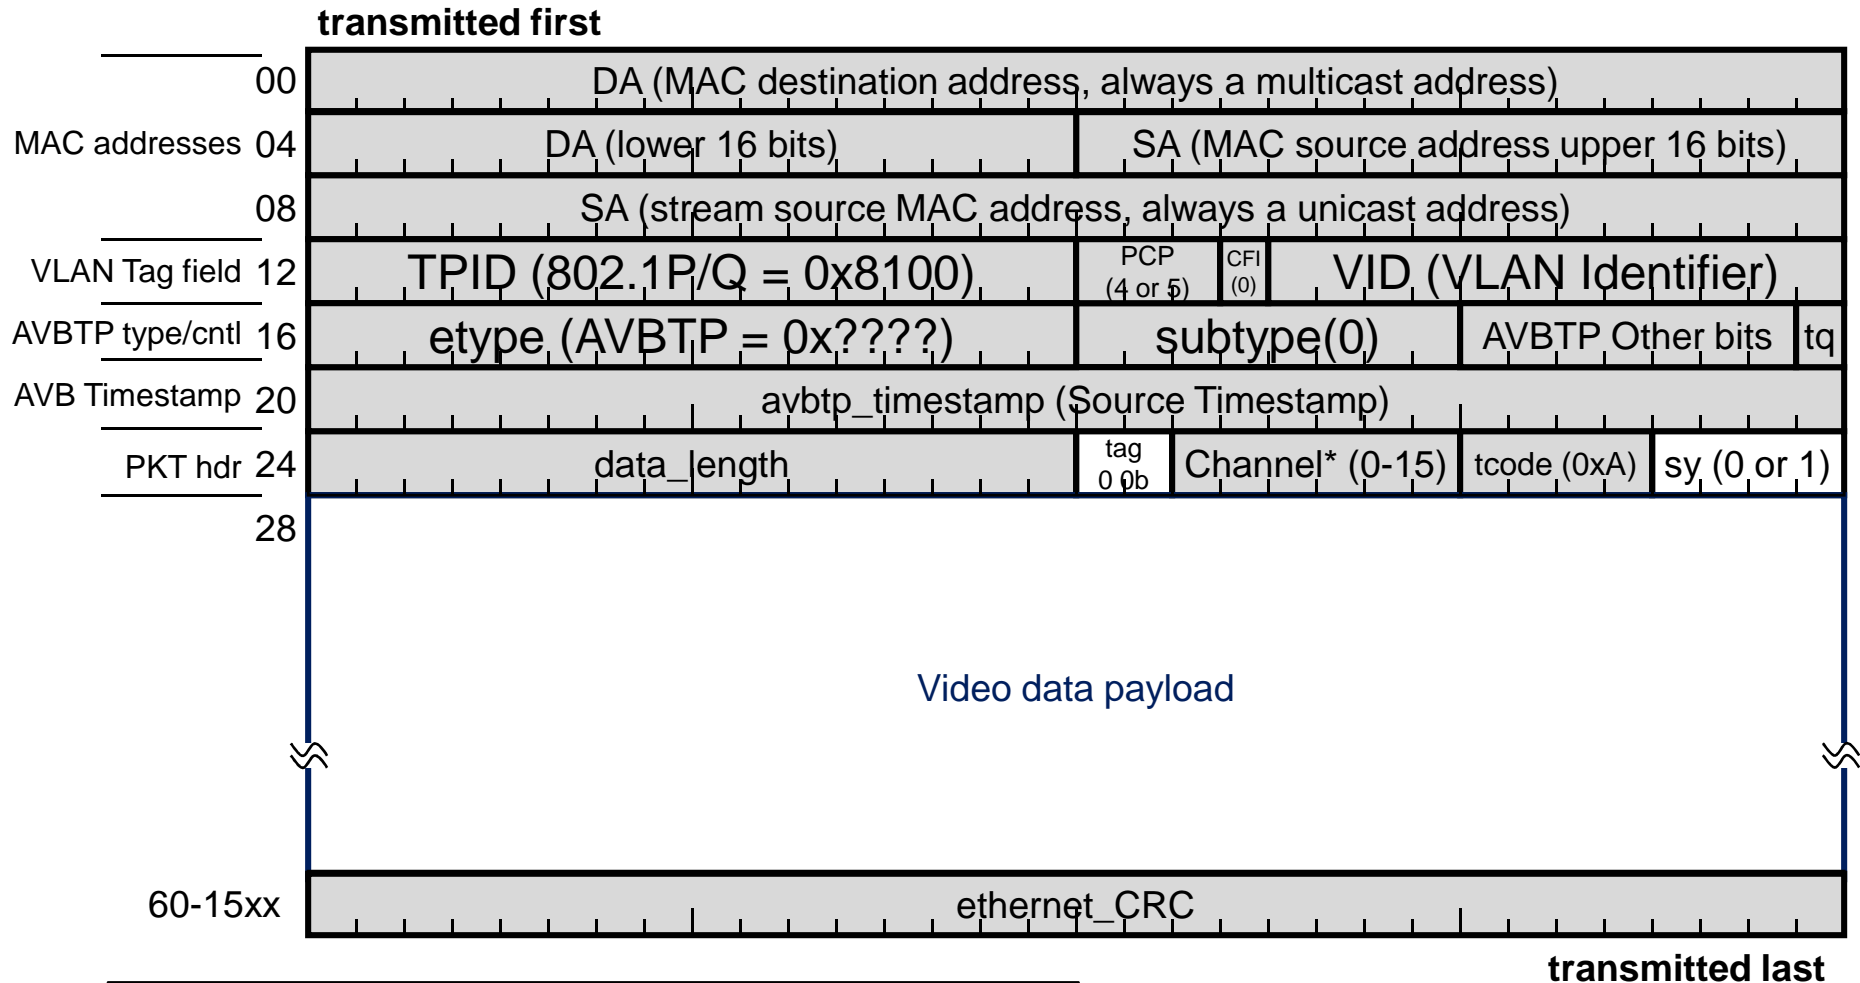 transmitted first
00 DA (MAC destination address, always a multicast address)
MAC addresses 04 DA (lower 16 bits) SA (MAC source address upper 16 bits)
08 SA (stream source MAC address, always a unicast address)
VLAN Tag field 12 TPID (802.1P/Q = 0x8100) PCP (4 or 5) CFI (0) VID (VLAN Identifier)
AVBTP type/cntl 16 etype (AVBTP = 0x????) subtype(0) AVBTP Other bits tq
AVB Timestamp 20 avbtp_timestamp (Source Timestamp)
PKT hdr 24 data_length tag 0 0b Channel* (0-15) tcode (0xA) sy (0 or 1)
28
Video data payload
60-15xx ethernet_CRC
transmitted last